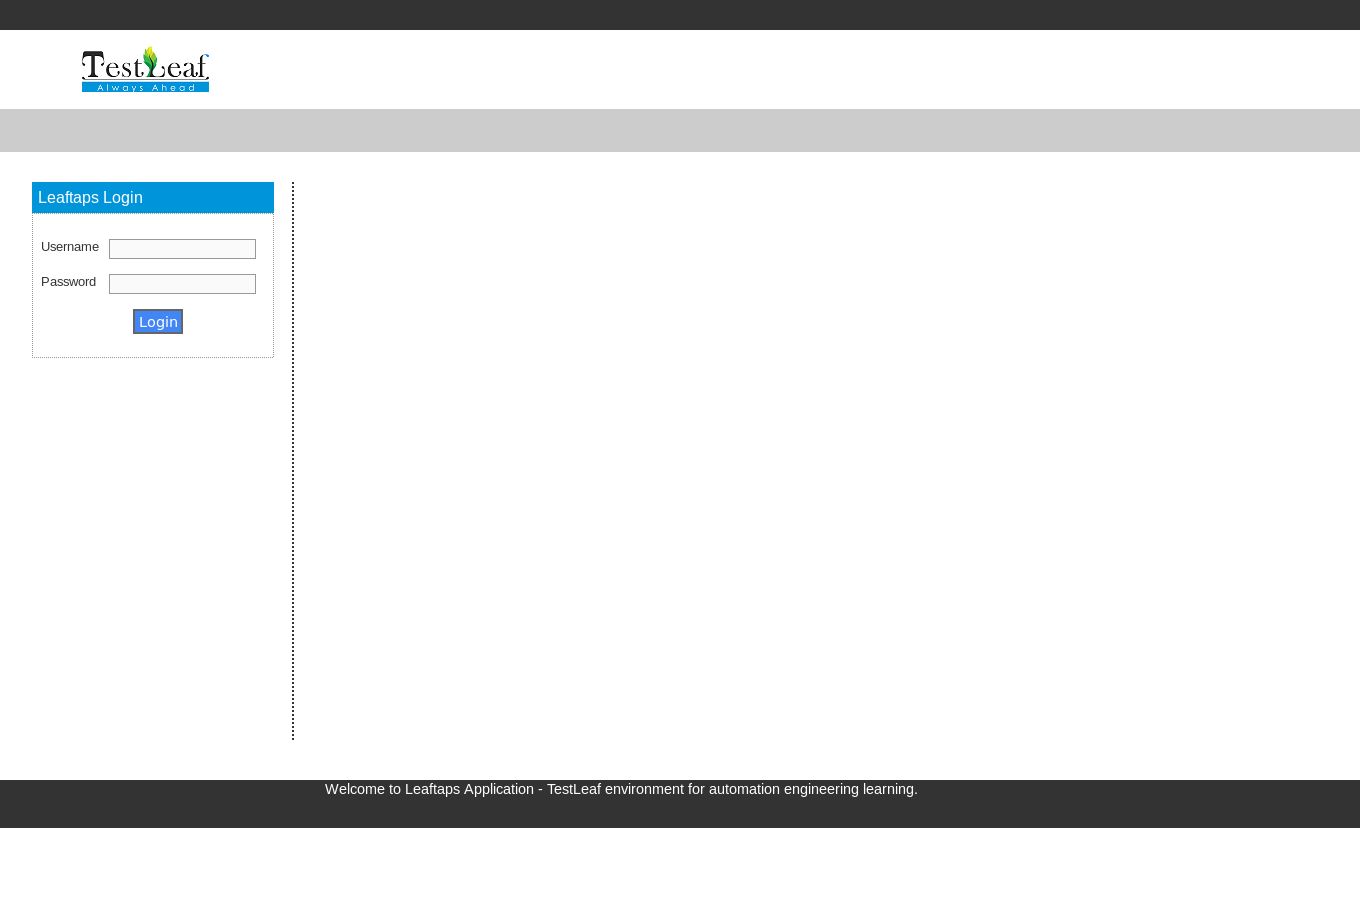 TestLeaf
Always Ahead
Leaftaps Login
Username
Password
Login
Welcome to Leaftaps Application - TestLeaf environment for automation engineering learning.